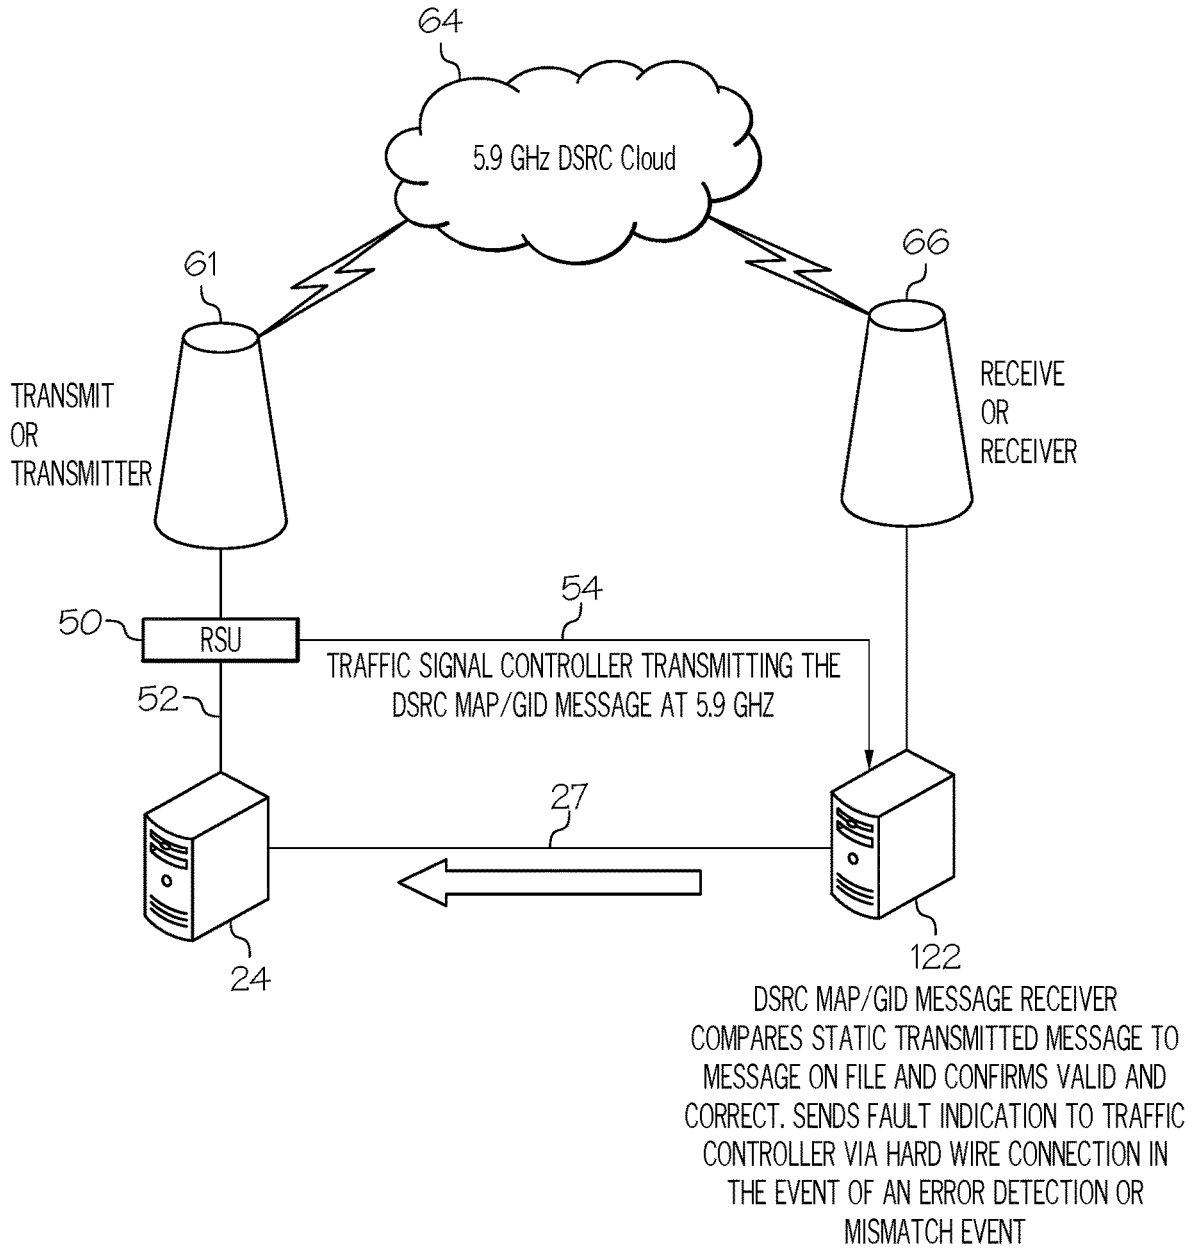 64
5.9 GHz DSRC Cloud
61
66
TRANSMIT
OR
TRANSMITTER
RECEIVE
OR
RECEIVER
50
RSU
54
TRAFFIC SIGNAL CONTROLLER TRANSMITTING THE
DSRC MAP/GID MESSAGE AT 5.9 GHZ
52
27
24
122
DSRC MAP/GID MESSAGE RECEIVER
COMPARES STATIC TRANSMITTED MESSAGE TO
MESSAGE ON FILE AND CONFIRMS VALID AND
CORRECT. SENDS FAULT INDICATION TO TRAFFIC
CONTROLLER VIA HARD WIRE CONNECTION IN
THE EVENT OF AN ERROR DETECTION OR
MISMATCH EVENT